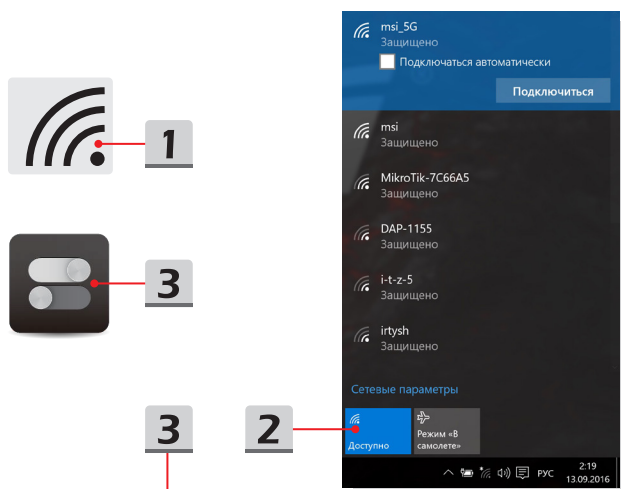 1
3
3
2
msi_5G
Защищено
Подключаться автоматически
Подключиться
msi
Защищено
MikroTik-7C66A5
Защищено
DAP-1155
Защищено
i-t-z-5
Защищено
irtysh
Защищено
Сетевые параметры
Доступно
Режим «В
самолете»
РУС
2:19
13.09.2016